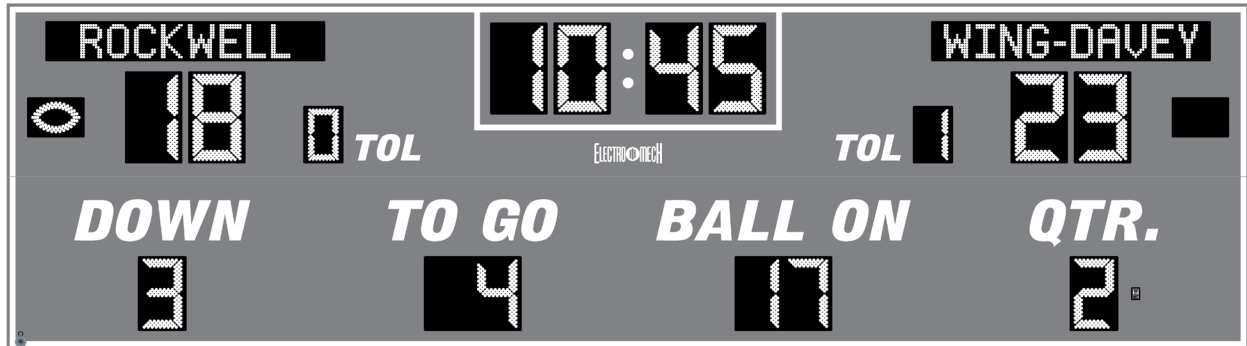 ROCKWELL 10:45 WING-DAVEY
18 0 TOL ELECTRO MECH TOL 1 23
DOWN TO GO BALL ON QTR.
3 4 17 2